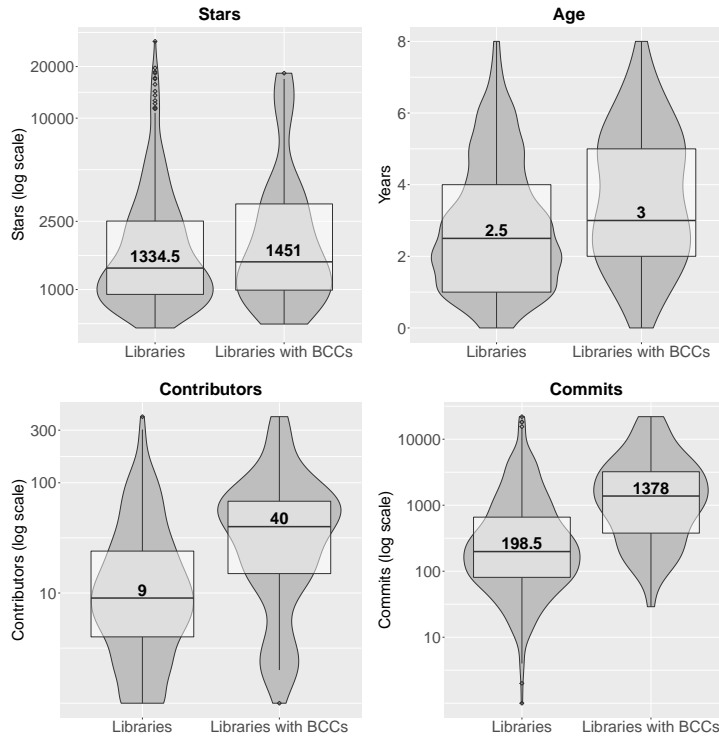 Stars
Stars (log scale)
20000
10000
2500
1000
1334.5
1451
Libraries
Libraries with BCCs
Age
Years
8
6
4
2
0
2.5
3
Libraries
Libraries with BCCs
Contributors
Contributors (log scale)
300
100
10
9
40
Libraries
Libraries with BCCs
Commits
Commits (log scale)
10000
1000
100
10
198.5
1378
Libraries
Libraries with BCCs